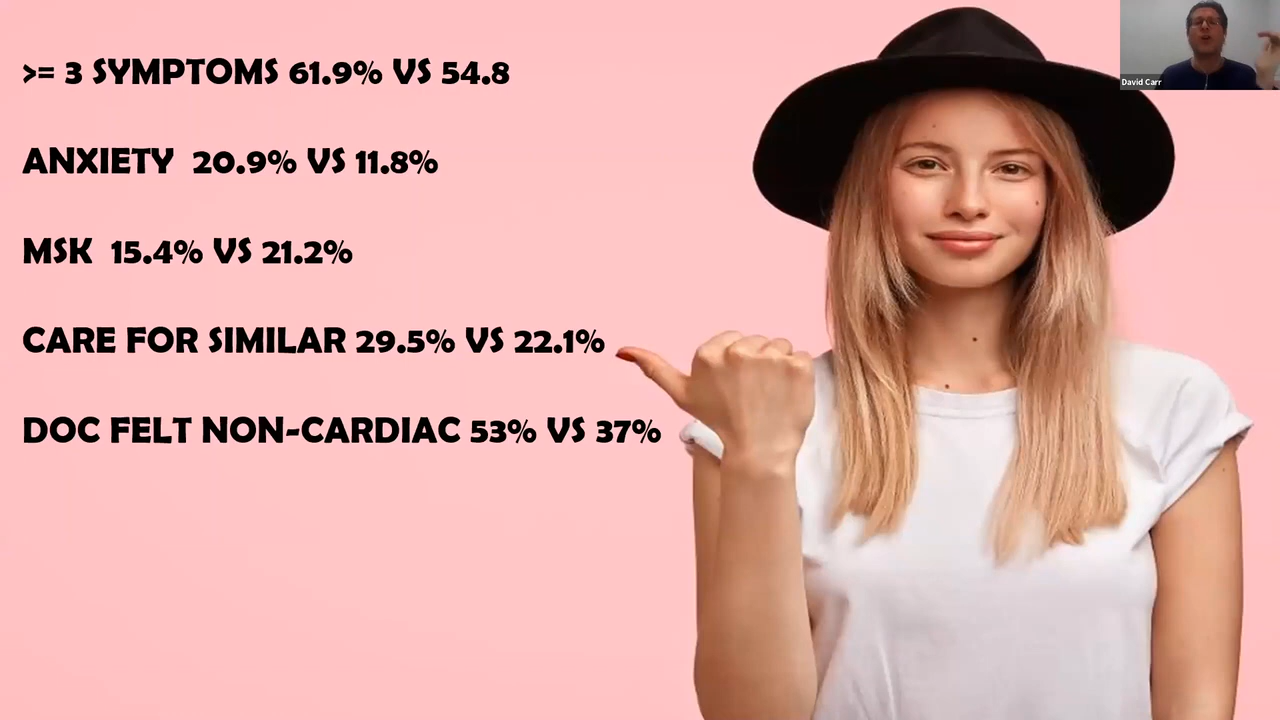 >= 3 SYMPTOMS 61.9% VS 54.8
ANXIETY 20.9% VS 11.8%
MSK 15.4% VS 21.2%
CARE FOR SIMILAR 29.5% VS 22.1%
DOC FELT NON-CARDIAC 53% VS 37%
David Carr